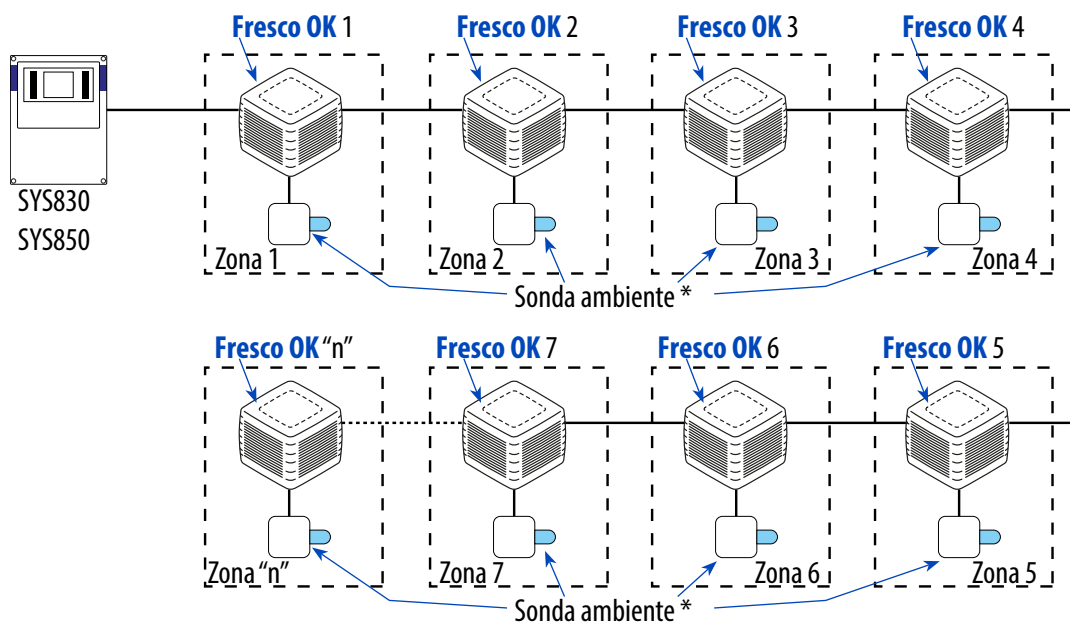 Fresco OK 1
Fresco OK 2
Fresco OK 3
Fresco OK 4
SYS830
SYS850
Zona 1
Zona 2
Zona 3
Zona 4
Sonda ambiente *
Fresco OK “n”
Fresco OK 7
Fresco OK 6
Fresco OK 5
Zona “n”
Zona 7
Zona 6
Zona 5
Sonda ambiente *